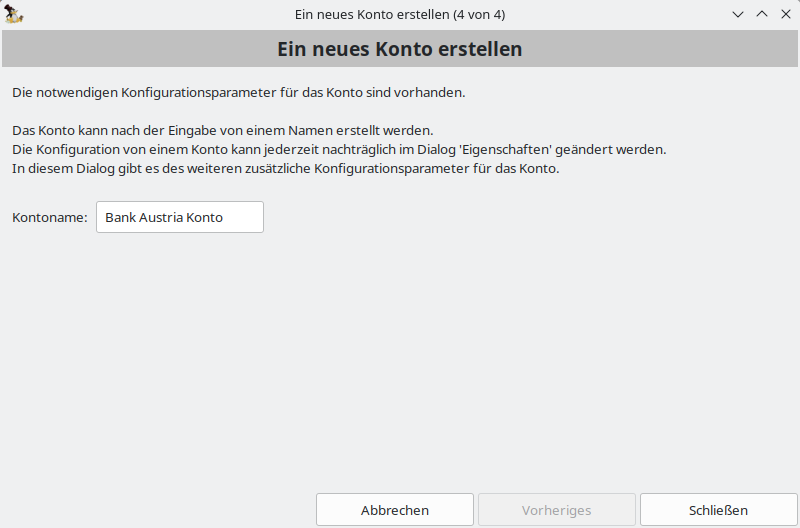 Ein neues Konto erstellen (4 von 4)
Ein neues Konto erstellen
Die notwendigen Konfigurationsparameter für das Konto sind vorhanden.
Das Konto kann nach der Eingabe von einem Namen erstellt werden.
Die Konfiguration von einem Konto kann jederzeit nachträglich im Dialog 'Eigenschaften' geändert werden.
In diesem Dialog gibt es des weiteren zusätzliche Konfigurationsparameter für das Konto.
Kontoname: Bank Austria Konto
Abbrechen Vorheriges Schließen